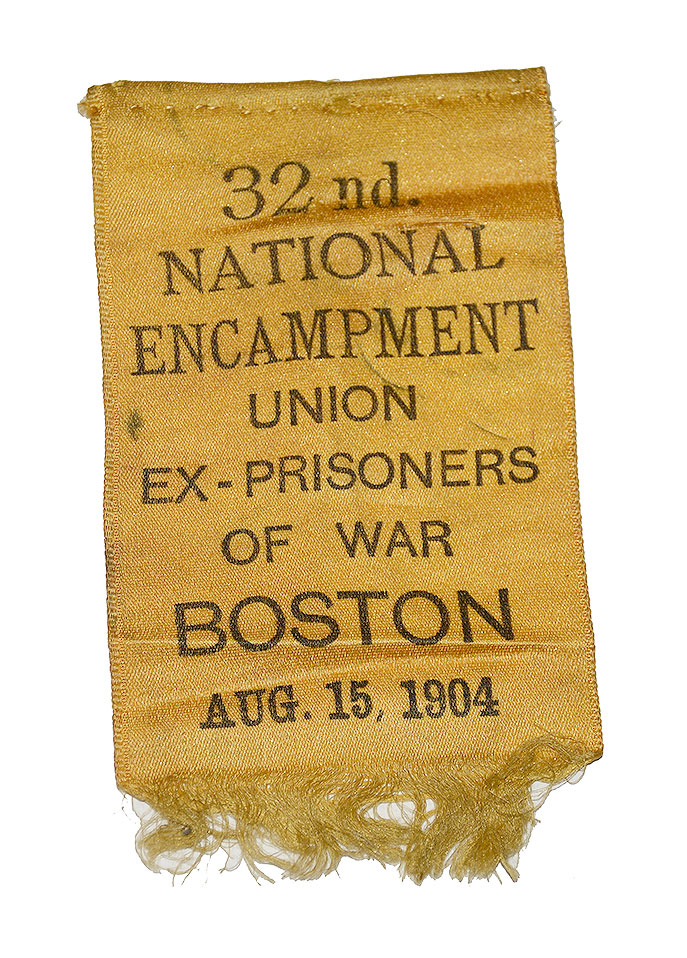 32 nd.
NATIONAL
ENCAMPMENT
UNION
EX-PRISONERS
OF WAR
BOSTON
AUG. 15, 1904